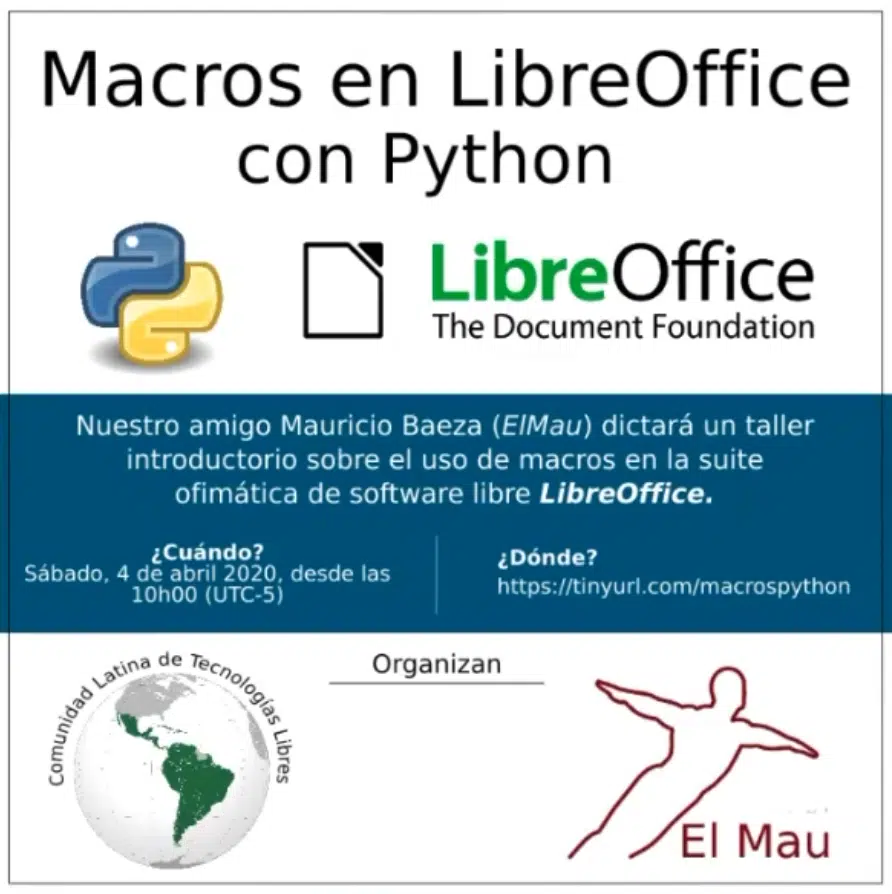 Macros en LibreOffice
con Python
LibreOffice
The Document Foundation
Nuestro amigo Mauricio Baeza (ElMau) dictará un taller
introductorio sobre el uso de macros en la suite
ofimática de software libre LibreOffice.
¿Cuándo?
Sábado, 4 de abril 2020, desde las
10h00 (UTC-5)
¿Dónde?
https://tinyurl.com/macrospython
Organizan
Comunidad Latina de Tecnologías Libres
El Mau